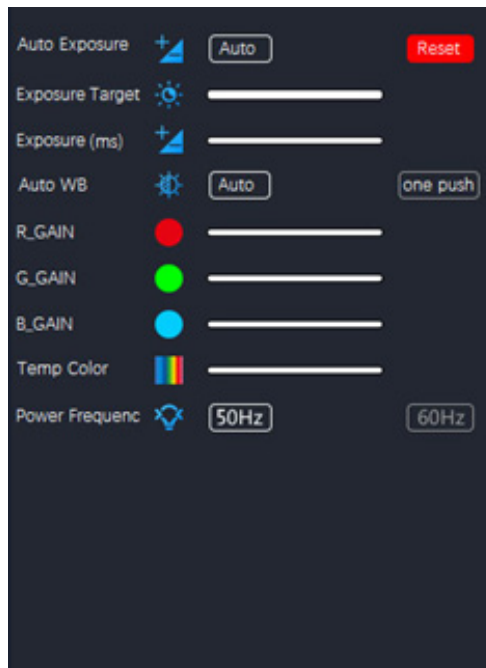 Auto Exposure Auto Reset
Exposure Target
Exposure (ms)
Auto WB Auto one push
R_GAIN
G_GAIN
B_GAIN
Temp Color
Power Frequenc 50Hz 60Hz